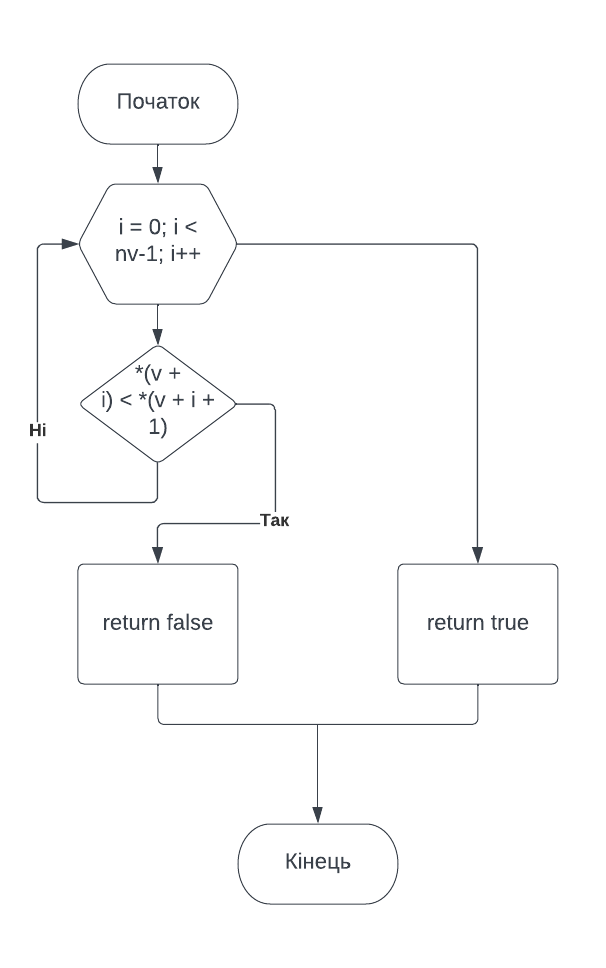 Початок
i = 0; i <
nv-1; i++
*(v +
i) < *(v + i +
1)
Ні
Так
return false
return true
Кінець